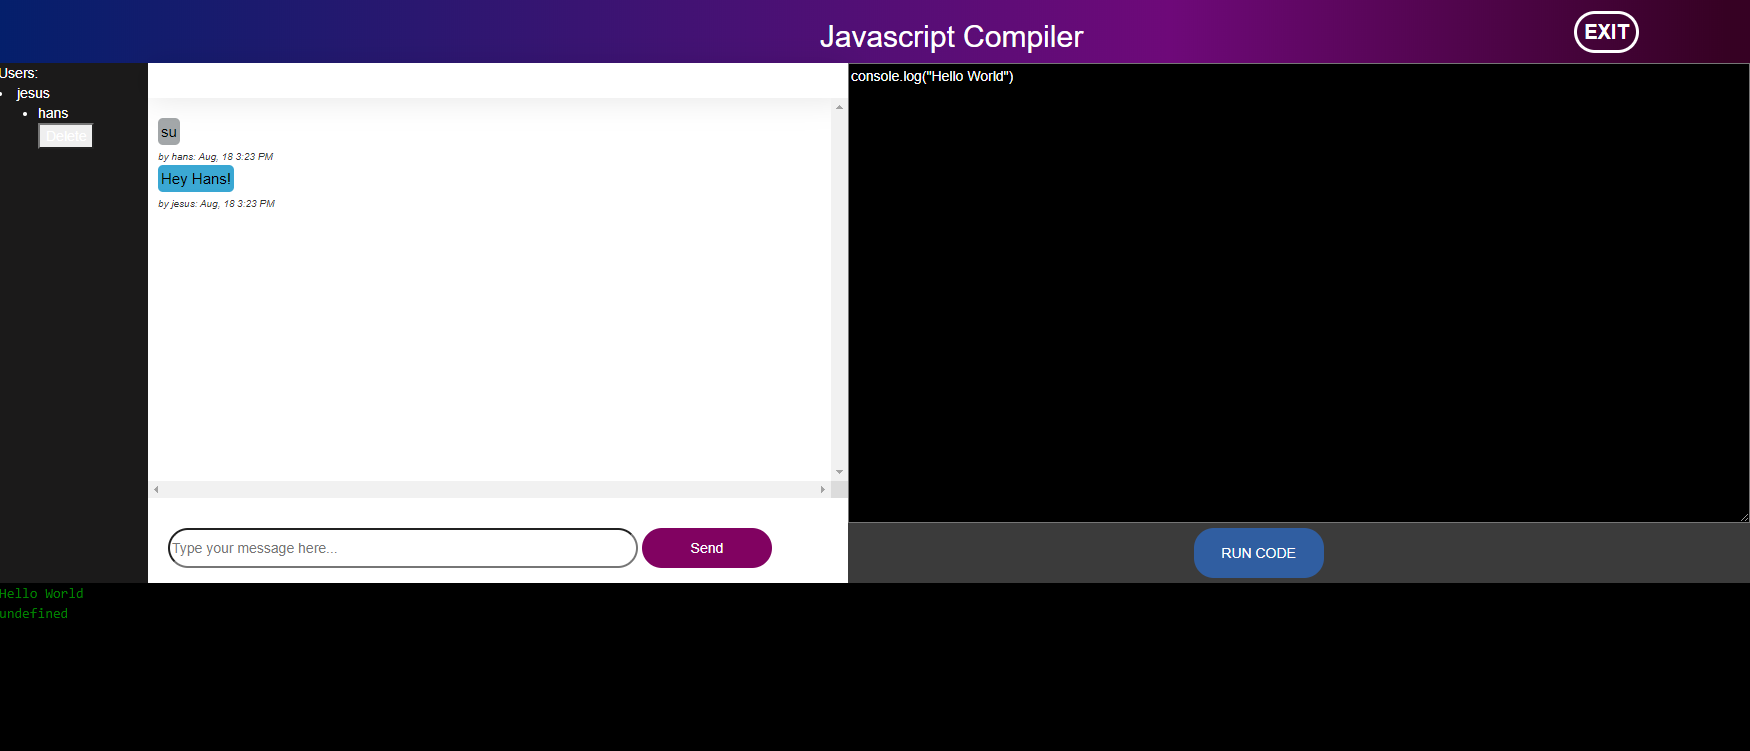 Javascript Compiler
EXIT
Users:
jesus
hans
Delete
su
by hans: Aug, 18 3:23 PM
Hey Hans!
by jesus: Aug, 18 3:23 PM
Type your message here...
Send
console.log("Hello World")
RUN CODE
Hello World
undefined